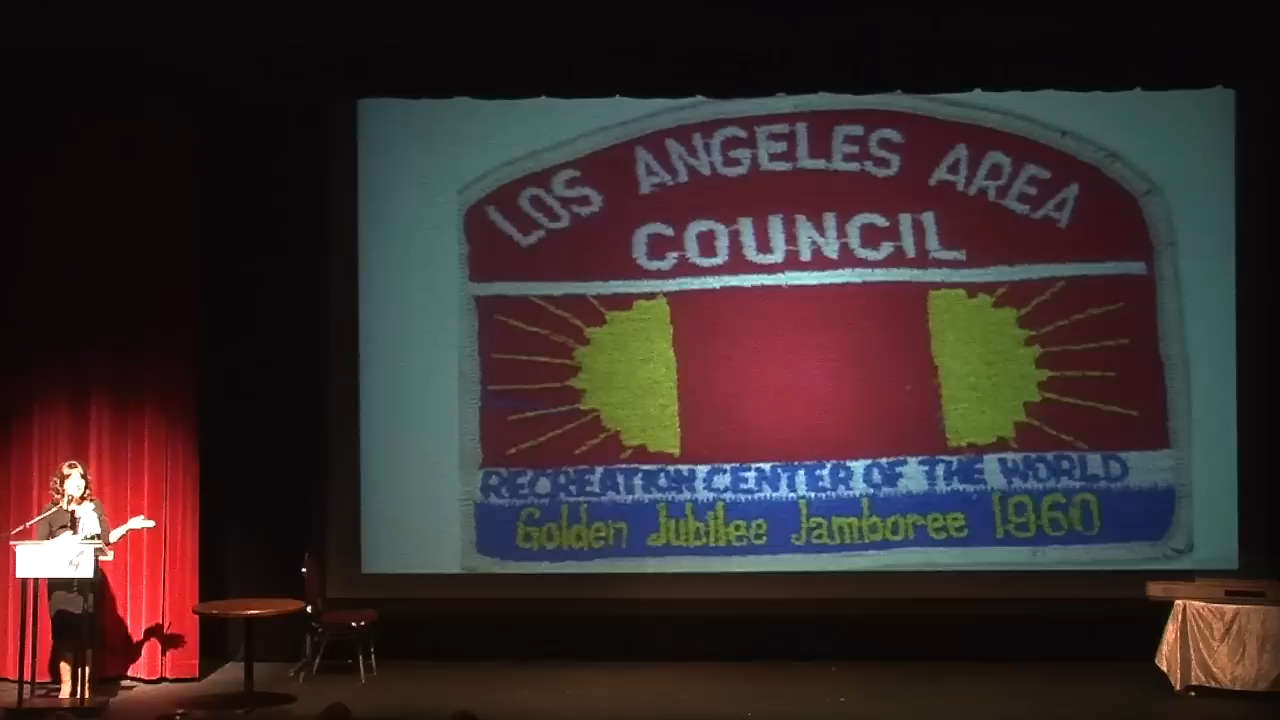 LOS ANGELES AREA
COUNCIL
RECREATION CENTER OF THE WORLD
Golden Jubilee Jamboree 1960